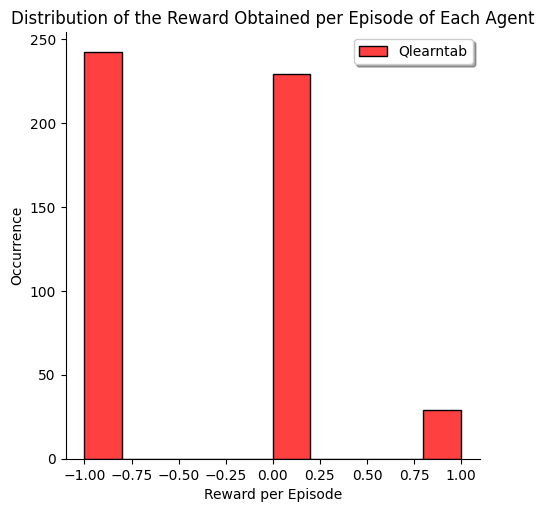 Distribution of the Reward Obtained per Episode of Each Agent
Qlearntab
250
200
150
100
50
0
Occurrence
−1.00 −0.75 −0.50 −0.25 0.00 0.25 0.50 0.75 1.00
Reward per Episode